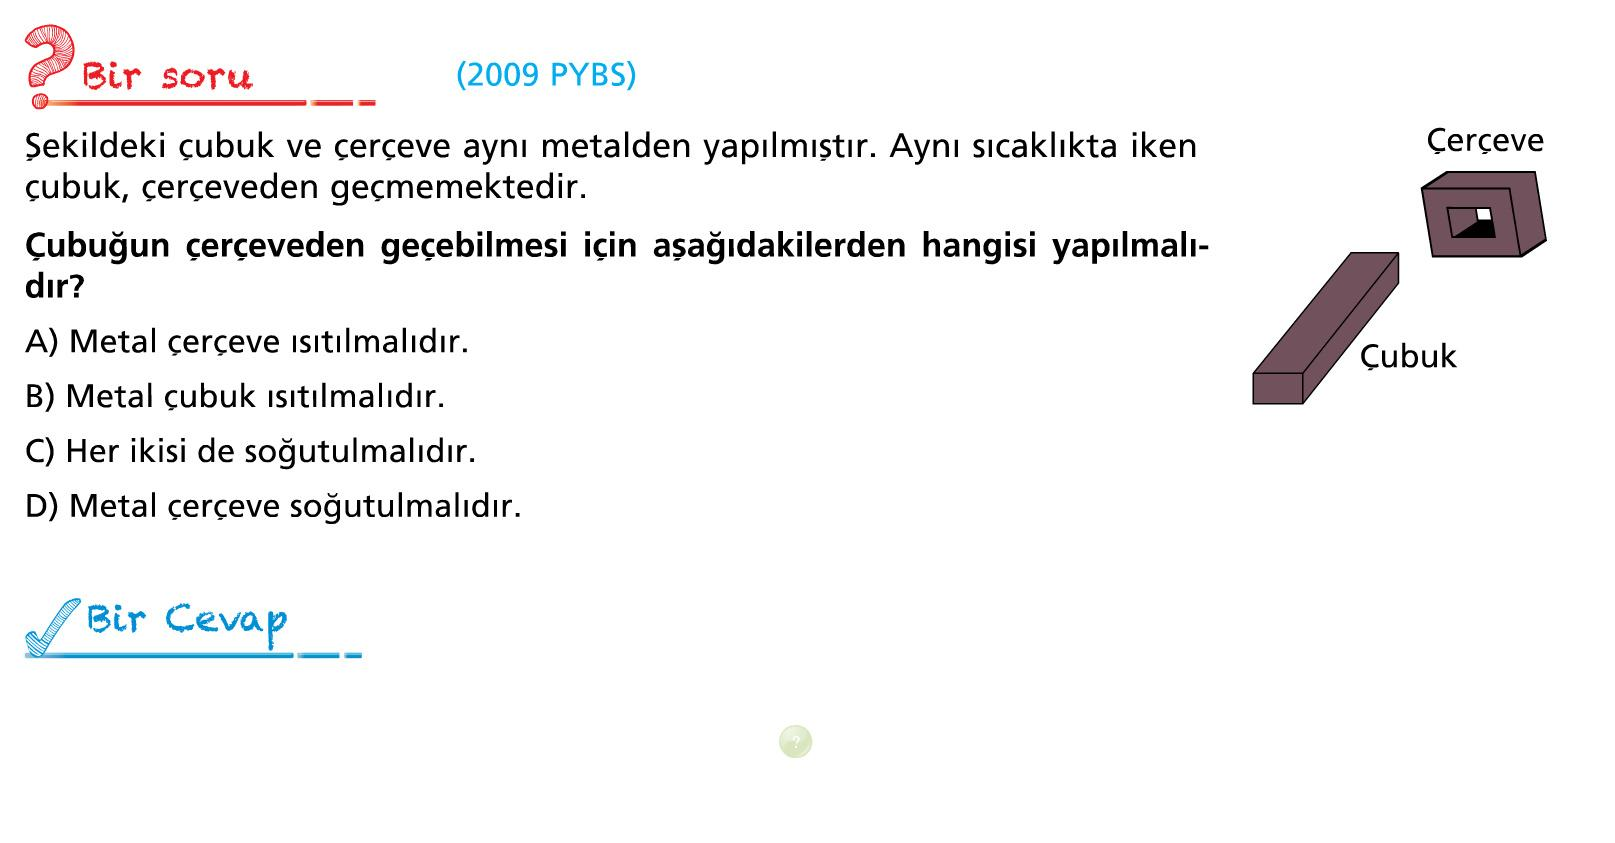 Bir soru
(2009 PYBS)
Şekildeki çubuk ve çerçeve aynı metalden yapılmıştır. Aynı sıcaklıkta iken
çubuk, çerçeveden geçmemektedir.
Çubuğun çerçeveden geçebilmesi için aşağıdakilerden hangisi yapılmalı-
dır?
A) Metal çerçeve ısıtılmalıdır.
B) Metal çubuk ısıtılmalıdır.
C) Her ikisi de soğutulmalıdır.
D) Metal çerçeve soğutulmalıdır.
Çerçeve
Çubuk
Bir Cevap
?